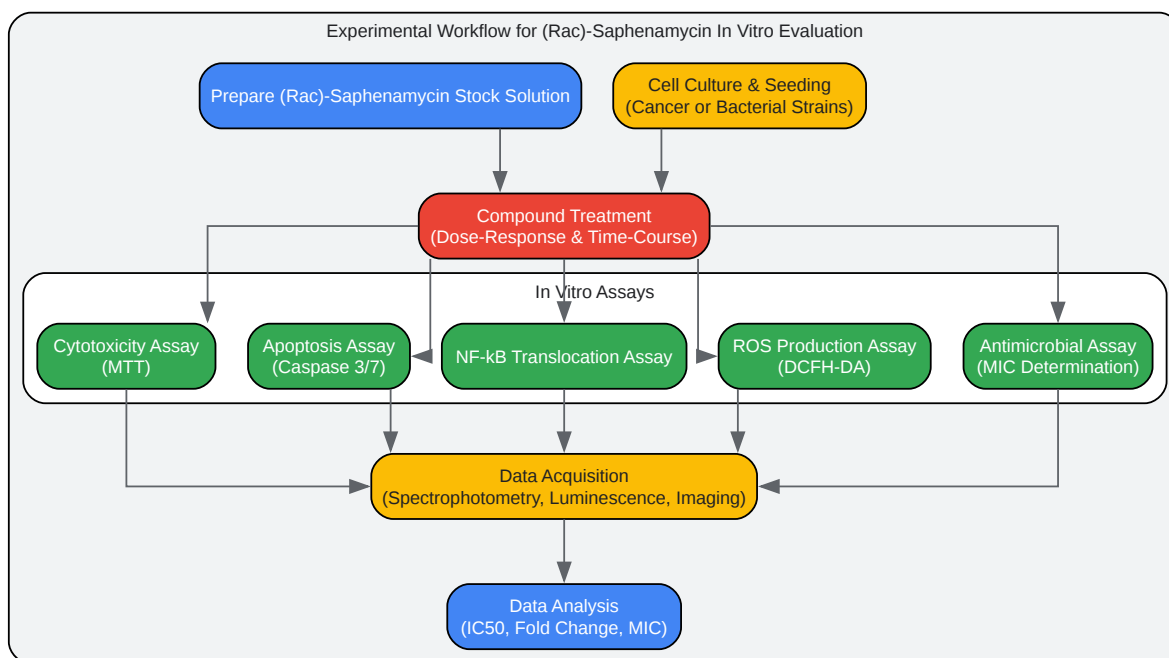 Experimental Workflow for (Rac)-Saphenamycin In Vitro Evaluation
Prepare (Rac)-Saphenamycin Stock Solution
Cell Culture & Seeding
(Cancer or Bacterial Strains)
Compound Treatment
(Dose-Response & Time-Course)
In Vitro Assays
Cytotoxicity Assay
(MTT)
Apoptosis Assay
(Caspase 3/7)
NF-kB Translocation Assay
ROS Production Assay
(DCFH-DA)
Antimicrobial Assay
(MIC Determination)
Data Acquisition
(Spectrophotometry, Luminescence, Imaging)
Data Analysis
(IC50, Fold Change, MIC)